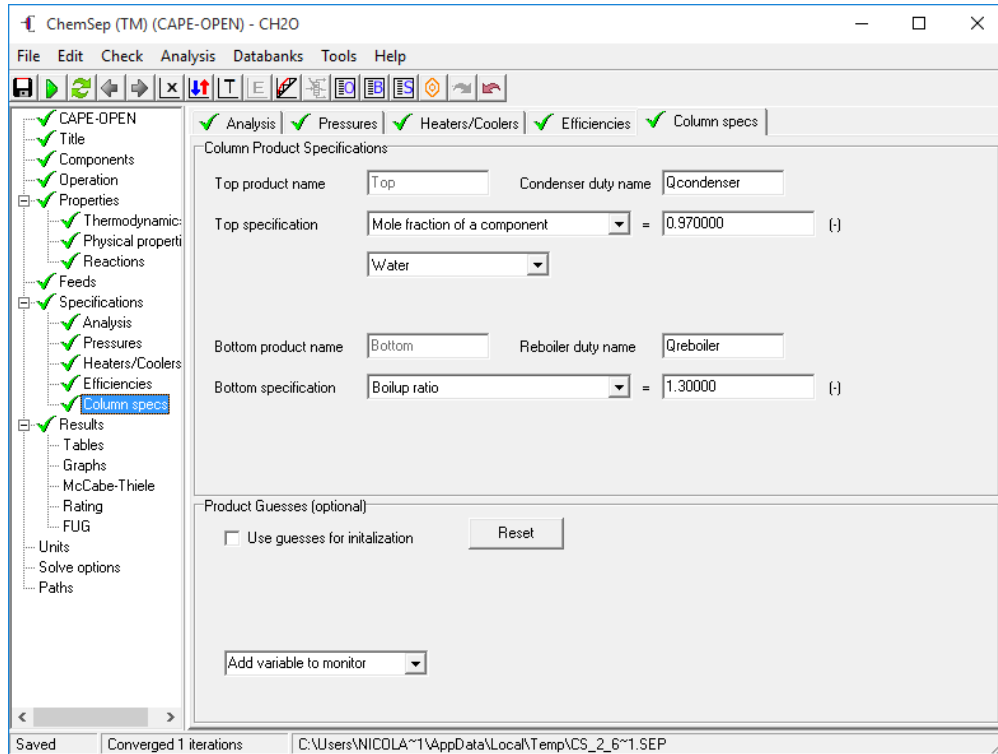 ChemSep (TM) (CAPE-OPEN) - CH2O
File Edit Check Analysis Databanks Tools Help
CAPE-OPEN
Title
Components
Operation
Properties
Thermodynamic:
Physical properti
Reactions
Feeds
Specifications
Analysis
Pressures
Heaters/Coolers
Efficiencies
Column specs
Results
Tables
Graphs
McCabe-Thiele
Rating
FUG
Units
Solve options
Paths
Analysis Pressures Heaters/Coolers Efficiencies Column specs
Column Product Specifications
Top product name Top Condenser duty name Qcondenser
Top specification Mole fraction of a component = 0.970000 (-)
Water
Bottom product name Bottom Reboiler duty name Qreboiler
Bottom specification Boilup ratio = 1.30000 (-)
Product Guesses (optional)
Use guesses for initalization Reset
Add variable to monitor
Saved Converged 1 iterations C:\Users\NICOLA~1\AppData\Local\Temp\CS_2_6~1.SEP